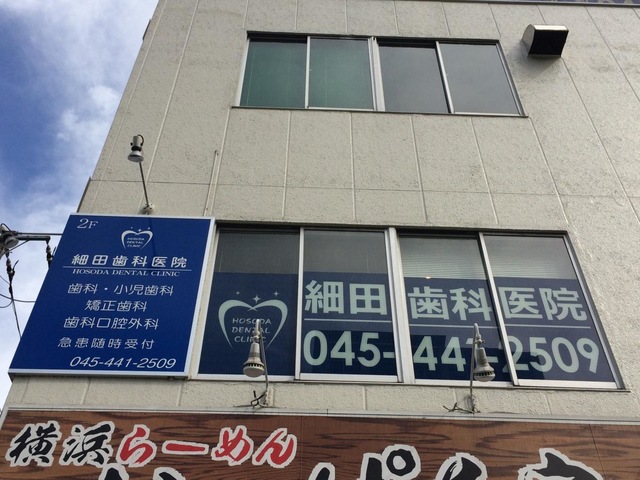 2F
HOSODA
DENTAL
CLINIC
細田歯科医院
HOSODA DENTAL CLINIC
歯科・小児歯科
矯正歯科
歯科口腔外科
急患随時受付
045-441-2509
HOSODA
DENTAL
CLINIC
細田歯科医院
045-441-2509
横浜らーめん